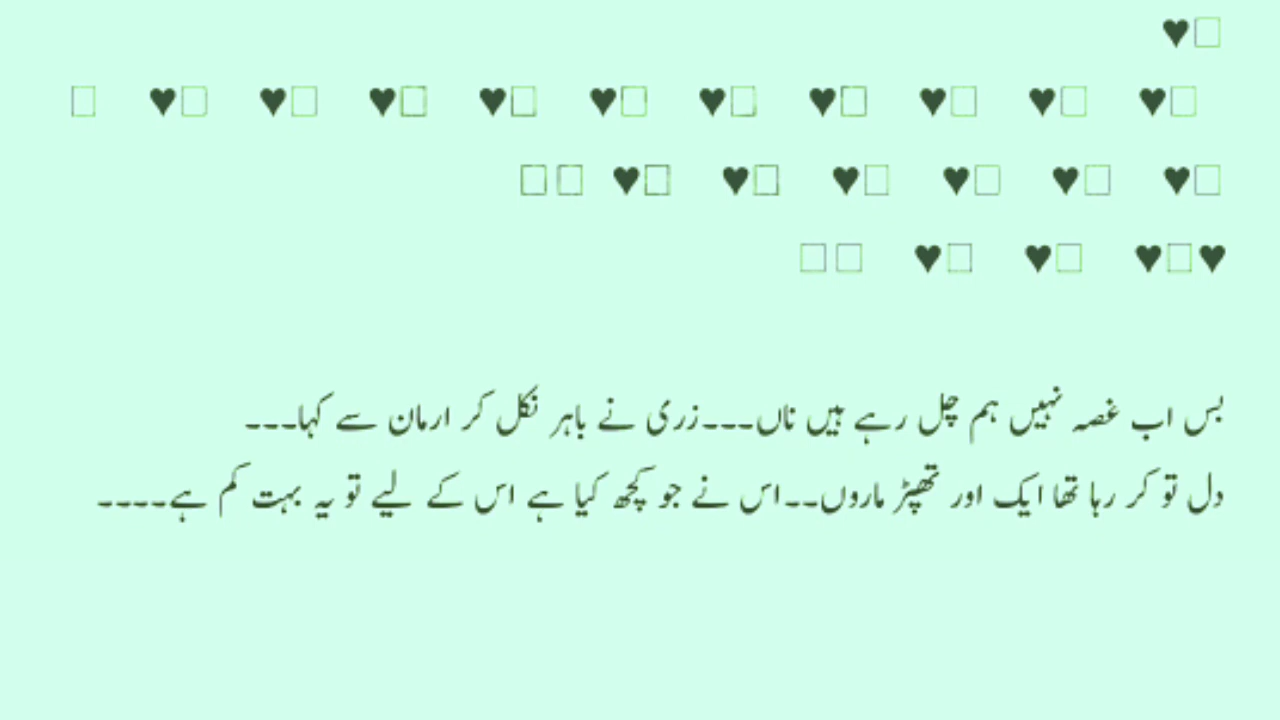 ♥
♥ ♥ ♥ ♥ ♥ ♥ ♥ ♥ ♥ ♥
♥ ♥ ♥ ♥ ♥ ♥
♥♥ ♥ ♥
بس اب غصہ نہیں ہم چل رہے ہیں ناں۔۔۔زری نے باہر نکل کر ارمان سے کہا۔۔۔
دل تو کر رہا تھا ایک اور تھپڑ ماروں۔۔اس نے جو کچھ کیا ہے اس کے لیے تو یہ بہت کم ہے۔۔۔۔